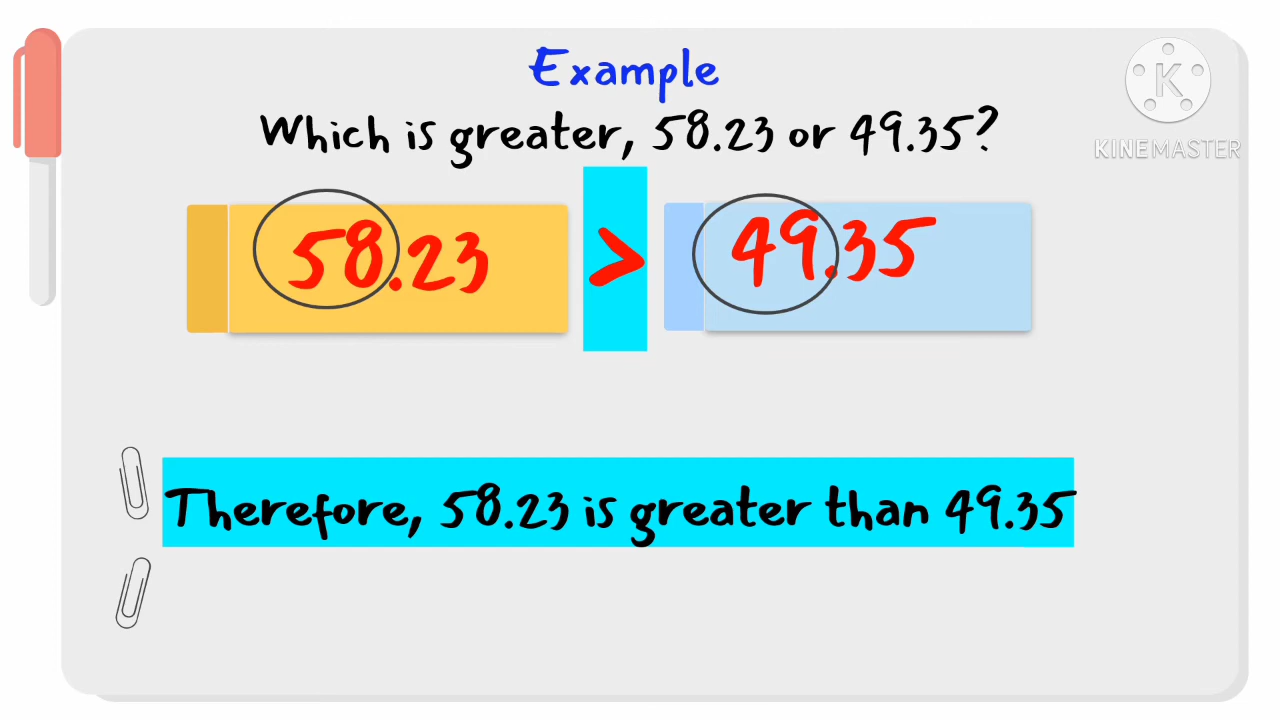 Example
Which is greater, 58.23 or 49.35?
58.23 > 49.35
Therefore, 58.23 is greater than 49.35
K
KINEMASTER